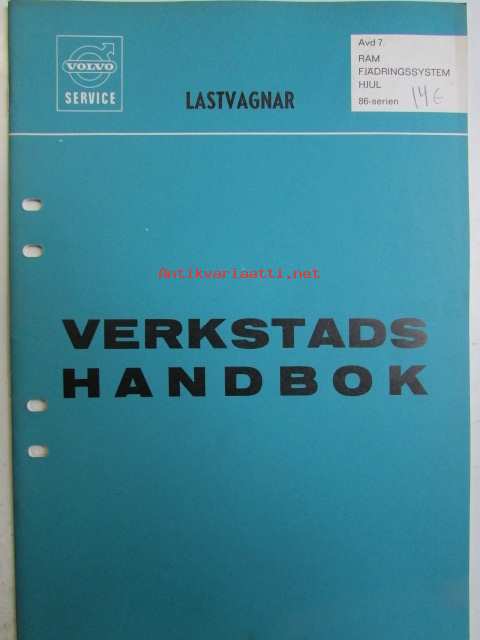 VOLVO
SERVICE
LASTVAGNAR
Avd 7.
RAM
FJÄDRINGSSYSTEM
HJUL
86-serien 14€
Antikvariaatti.net
VERKSTADS
HANDBOK